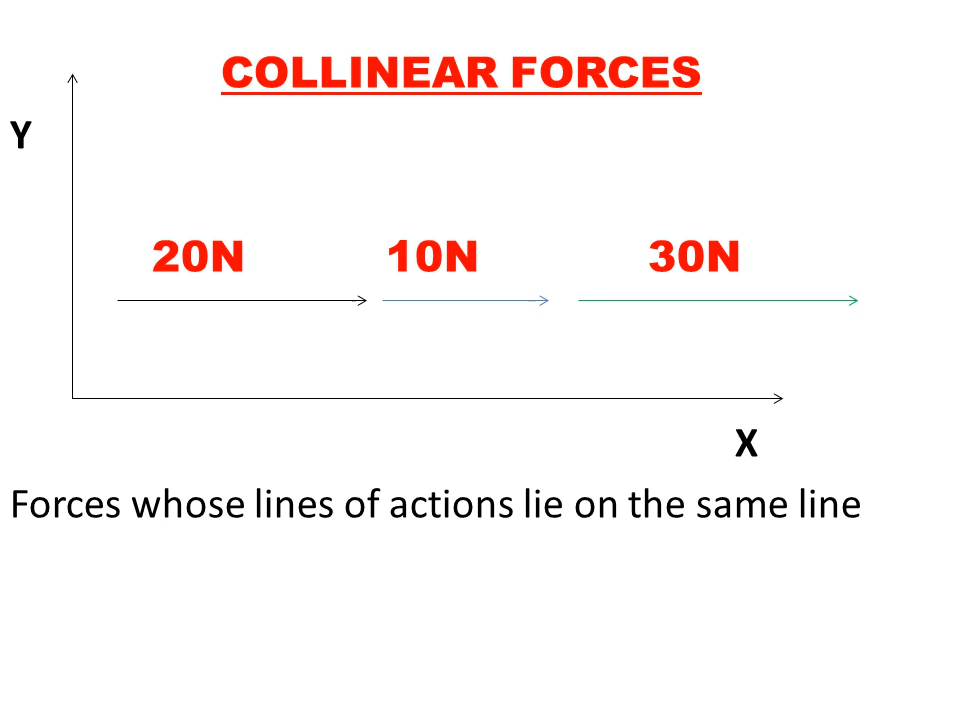 COLLINEAR FORCES
Y
20N 10N 30N
X
Forces whose lines of actions lie on the same line